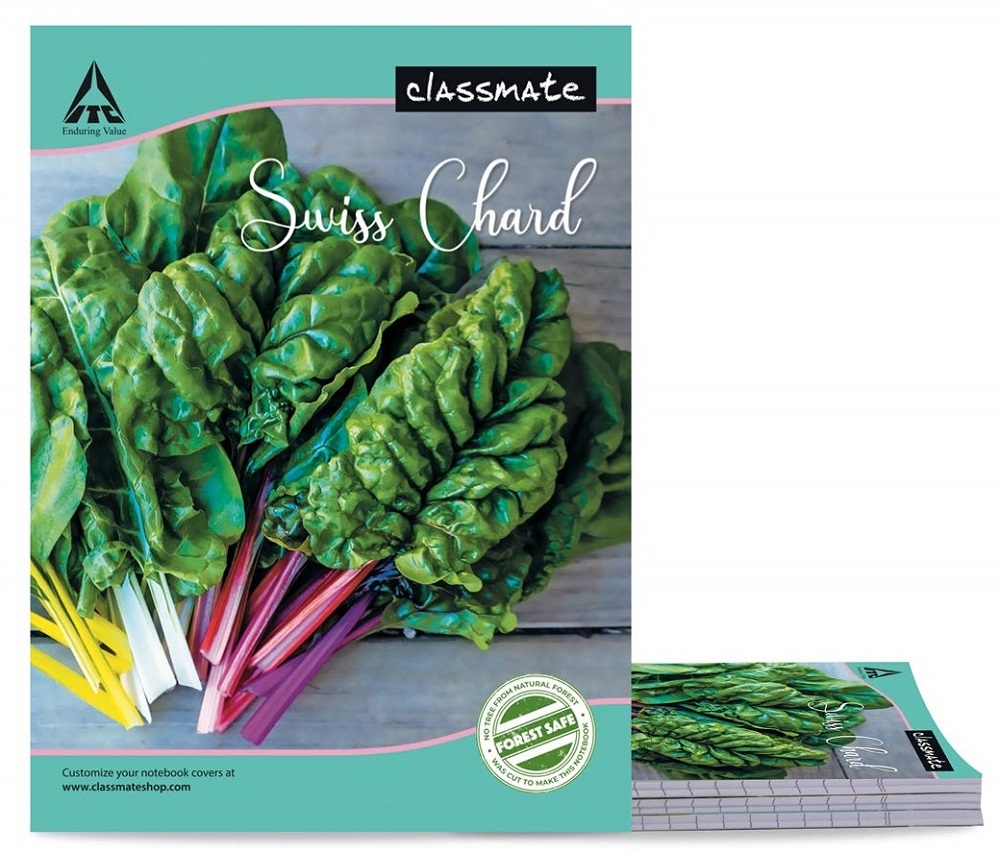 ITC
Enduring Value
classmate
Swiss Chard
NO TREE FROM NATURAL FOREST
FOREST SAFE
WAS CUT TO MAKE THIS NOTEBOOK
Customize your notebook covers at
www.classmateshop.com
ITC
Swiss Chard
classmate